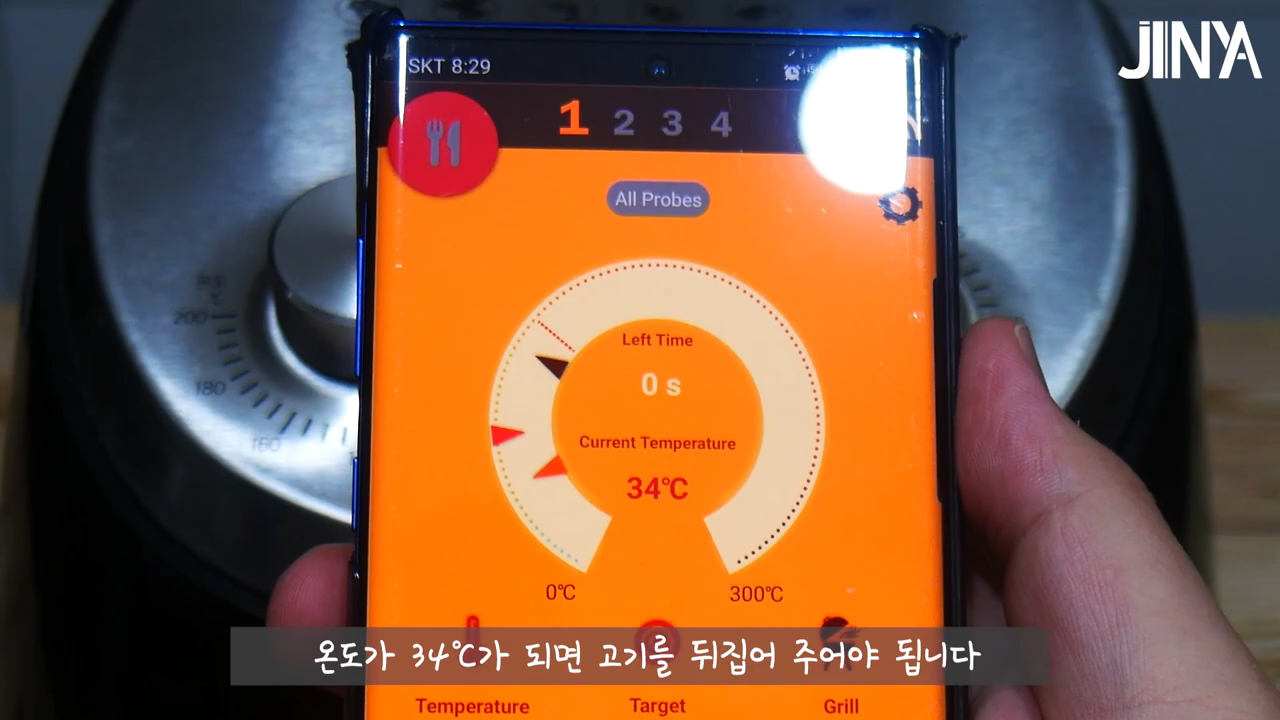 JINYA
SKT 8:29
1 2 3 4
All Probes
Left Time
0 s
Current Temperature
34℃
0℃
300℃
200
180
160
온도가 34℃가 되면 고기를 뒤집어 주어야 됩니다
Temperature
Target
Grill